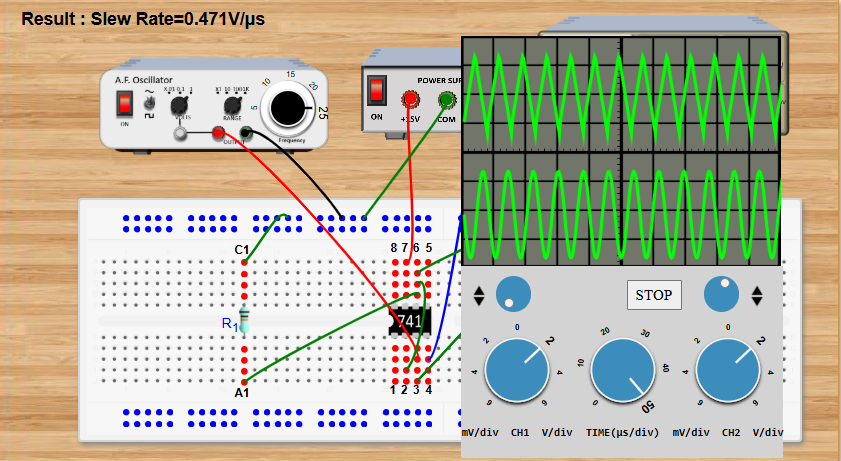 Result : Slew Rate=0.471V/µs
A.F. Oscillator
POWER SUP
X.01 0.1 1
X1 10 100 1K
VOLTS
RANGE
5 10 15 20 25
ON
OUTPUT
Frequency
ON
+15V
COM
C1
8 7 6 5
R1
741
A1
1 2 3 4
STOP
6 4 2 0 2 4 6
0 10 20 30 40 50
6 4 2 0 2 4 6
mV/div CH1 V/div
TIME(µs/div)
mV/div CH2 V/div